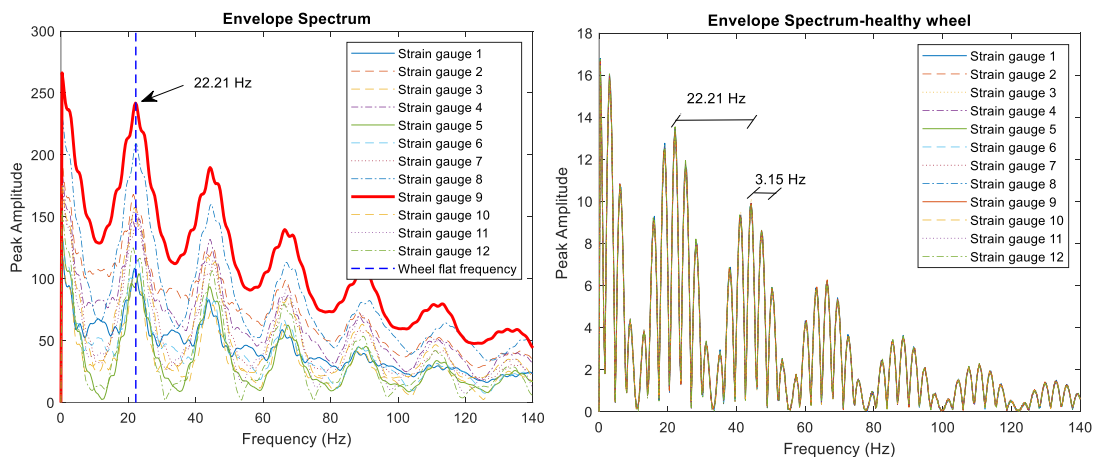 Envelope Spectrum
300
250
200
150
100
50
0
Peak Amplitude
0 20 40 60 80 100 120 140
Frequency (Hz)
22.21 Hz
Strain gauge 1
Strain gauge 2
Strain gauge 3
Strain gauge 4
Strain gauge 5
Strain gauge 6
Strain gauge 7
Strain gauge 8
Strain gauge 9
Strain gauge 10
Strain gauge 11
Strain gauge 12
Wheel flat frequency
Envelope Spectrum-healthy wheel
18
16
14
12
10
8
6
4
2
0
Peak Amplitude
0 20 40 60 80 100 120 140
Frequency (Hz)
22.21 Hz
3.15 Hz
Strain gauge 1
Strain gauge 2
Strain gauge 3
Strain gauge 4
Strain gauge 5
Strain gauge 6
Strain gauge 7
Strain gauge 8
Strain gauge 9
Strain gauge 10
Strain gauge 11
Strain gauge 12